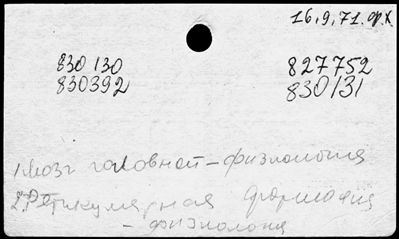 16.9.71.
830130 827752
830392 830131
1. Мозг головной – физиология
2. Ретикулярная формация
– физиология